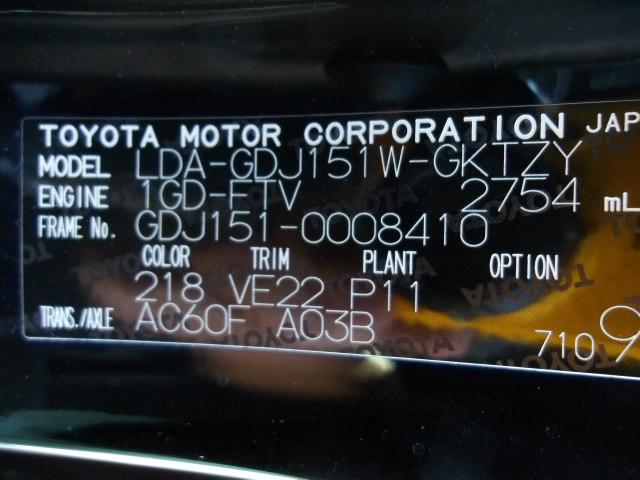 TOYOTA MOTOR CORPORATION JAP
MODEL LDA-GDJ151W-GKTZY
ENGINE 1GD-FTV 2754 mL
FRAME No. GDJ151-0008410
COLOR TRIM PLANT OPTION
218 VE22 P11
TRANS./AXLE AC60F A03B
7109